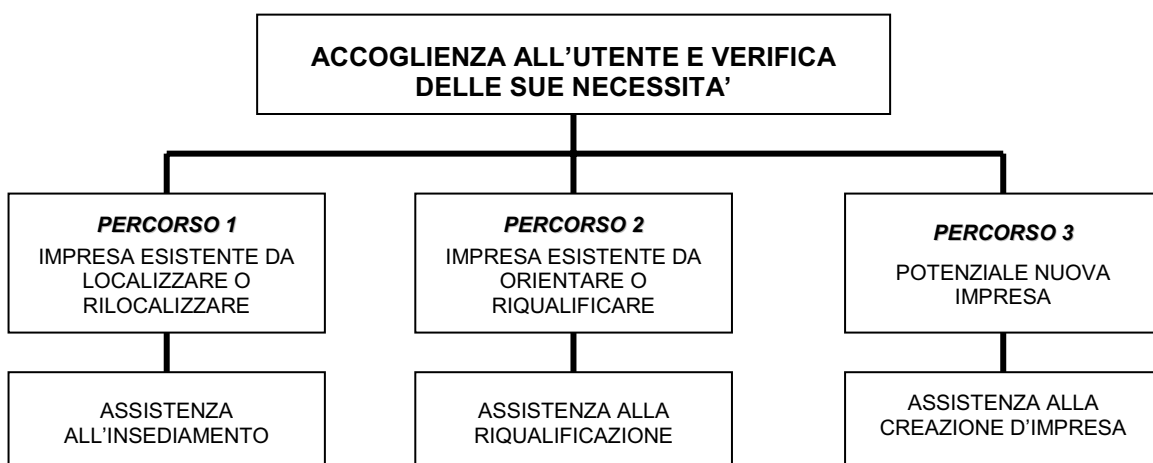 ACCOGLIENZA ALL’UTENTE E VERIFICA
DELLE SUE NECESSITA’
PERCORSO 1
IMPRESA ESISTENTE DA
LOCALIZZARE O
RILOCALIZZARE
PERCORSO 2
IMPRESA ESISTENTE DA
ORIENTARE O
RIQUALIFICARE
PERCORSO 3
POTENZIALE NUOVA
IMPRESA
ASSISTENZA
ALL’INSEDIAMENTO
ASSISTENZA ALLA
RIQUALIFICAZIONE
ASSISTENZA ALLA
CREAZIONE D’IMPRESA